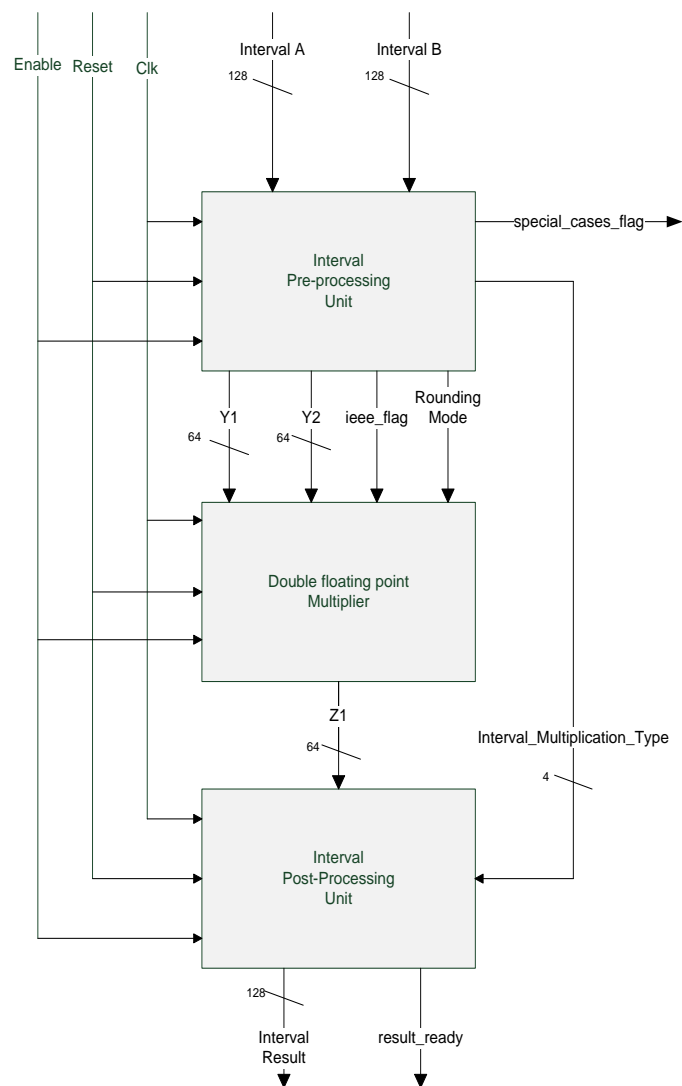 Interval A
Interval B
Enable
Reset
Clk
128
128
special_cases_flag
Interval
Pre-processing
Unit
Y1
Y2
ieee_flag
Rounding
Mode
64
64
Double floating point
Multiplier
Z1
64
Interval_Multiplication_Type
4
Interval
Post-Processing
Unit
128
Interval
Result
result_ready